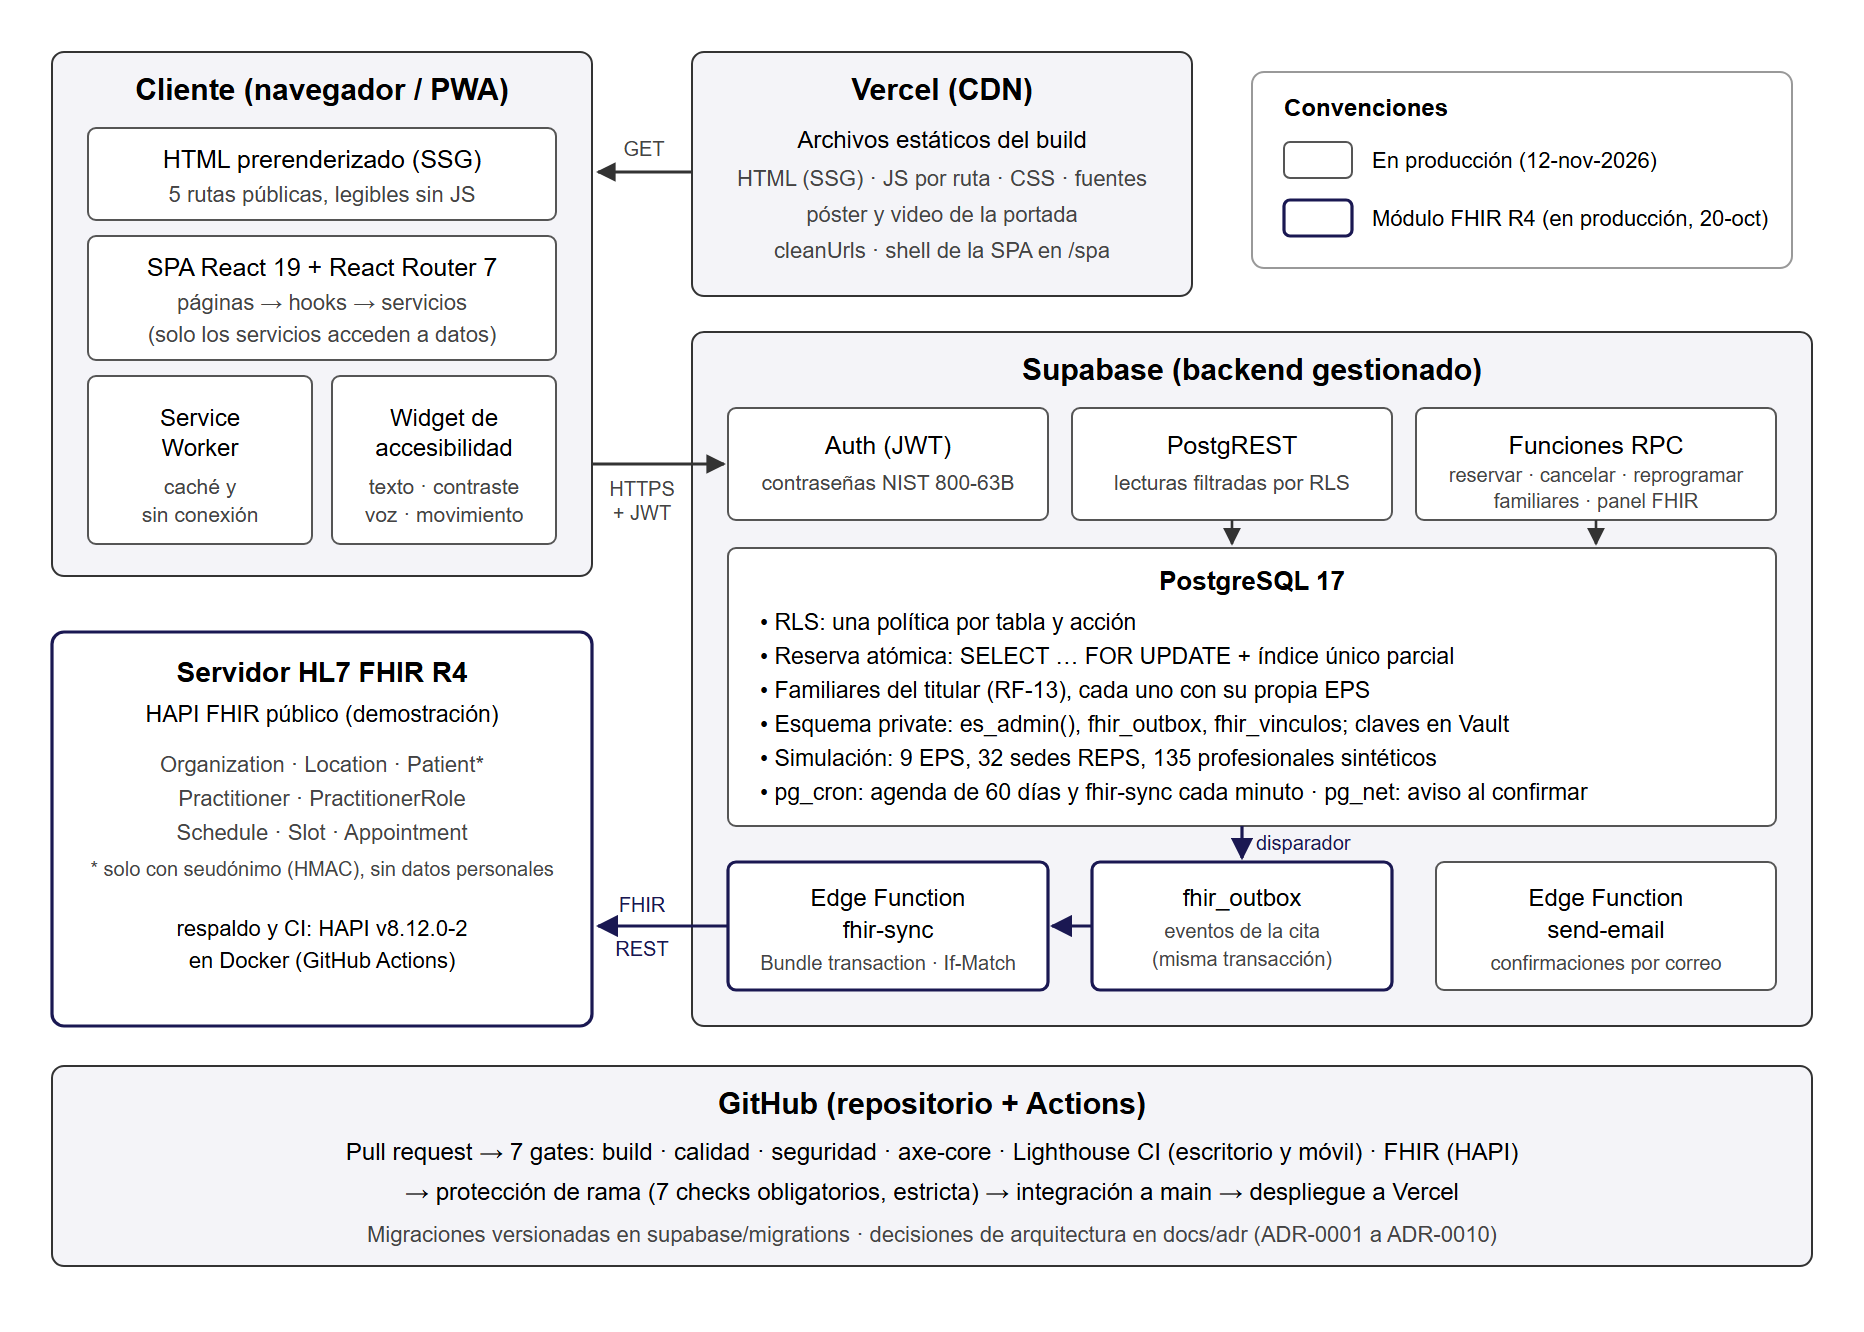 Cliente (navegador / PWA)
HTML prerenderizado (SSG)
5 rutas públicas, legibles sin JS
SPA React 19 + React Router 7
páginas → hooks → servicios
(solo los servicios acceden a datos)
Service
Worker
caché y
sin conexión
Widget de
accesibilidad
texto · contraste
voz · movimiento
GET
Vercel (CDN)
Archivos estáticos del build
HTML (SSG) · JS por ruta · CSS · fuentes
póster y video de la portada
cleanUrls · shell de la SPA en /spa
Convenciones
En producción (12-nov-2026)
Módulo FHIR R4 (en producción, 20-oct)
HTTPS
+ JWT
Supabase (backend gestionado)
Auth (JWT)
contraseñas NIST 800-63B
PostgREST
lecturas filtradas por RLS
Funciones RPC
reservar · cancelar · reprogramar
familiares · panel FHIR
PostgreSQL 17
• RLS: una política por tabla y acción
• Reserva atómica: SELECT … FOR UPDATE + índice único parcial
• Familiares del titular (RF-13), cada uno con su propia EPS
• Esquema private: es_admin(), fhir_outbox, fhir_vinculos; claves en Vault
• Simulación: 9 EPS, 32 sedes REPS, 135 profesionales sintéticos
• pg_cron: agenda de 60 días y fhir-sync cada minuto · pg_net: aviso al confirmar
disparador
Edge Function
fhir-sync
Bundle transaction · If-Match
fhir_outbox
eventos de la cita
(misma transacción)
Edge Function
send-email
confirmaciones por correo
FHIR
REST
Servidor HL7 FHIR R4
HAPI FHIR público (demostración)
Organization · Location · Patient*
Practitioner · PractitionerRole
Schedule · Slot · Appointment
* solo con seudónimo (HMAC), sin datos personales
respaldo y CI: HAPI v8.12.0-2
en Docker (GitHub Actions)
GitHub (repositorio + Actions)
Pull request → 7 gates: build · calidad · seguridad · axe-core · Lighthouse CI (escritorio y móvil) · FHIR (HAPI)
→ protección de rama (7 checks obligatorios, estricta) → integración a main → despliegue a Vercel
Migraciones versionadas en supabase/migrations · decisiones de arquitectura en docs/adr (ADR-0001 a ADR-0010)